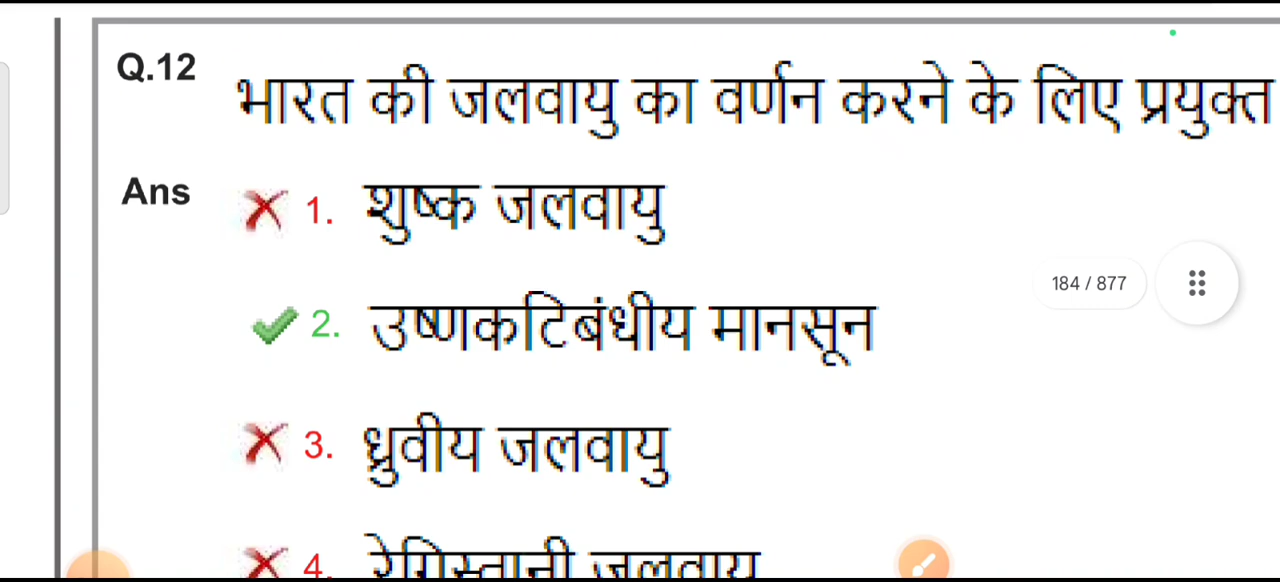 Q.12 भारत की जलवायु का वर्णन करने के लिए प्रयुक्त
Ans 1. शुष्क जलवायु
184 / 877
2. उष्णकटिबंधीय मानसून
3. ध्रुवीय जलवायु
4. रेगिस्तानी जलवायु